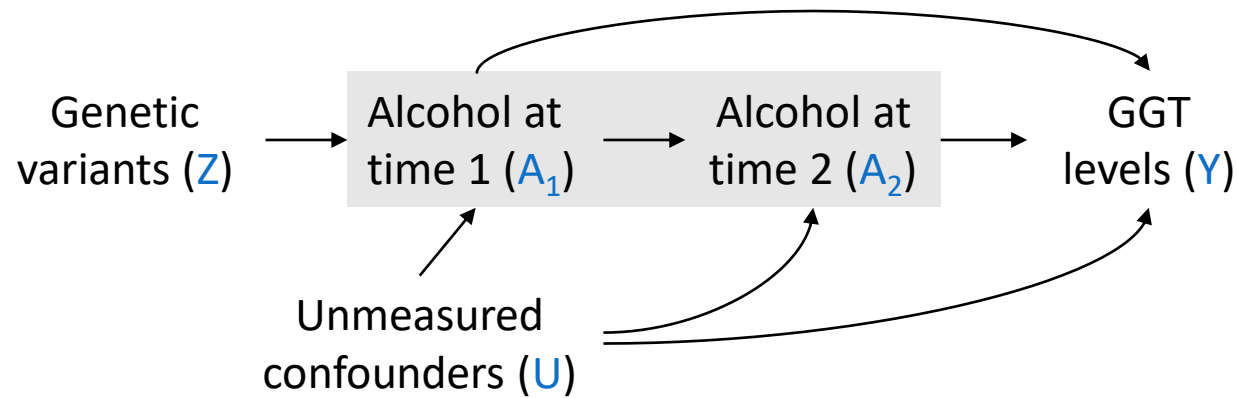 Genetic
variants (Z)
Alcohol at
time 1 (A₁)
Alcohol at
time 2 (A₂)
GGT
levels (Y)
Unmeasured
confounders (U)